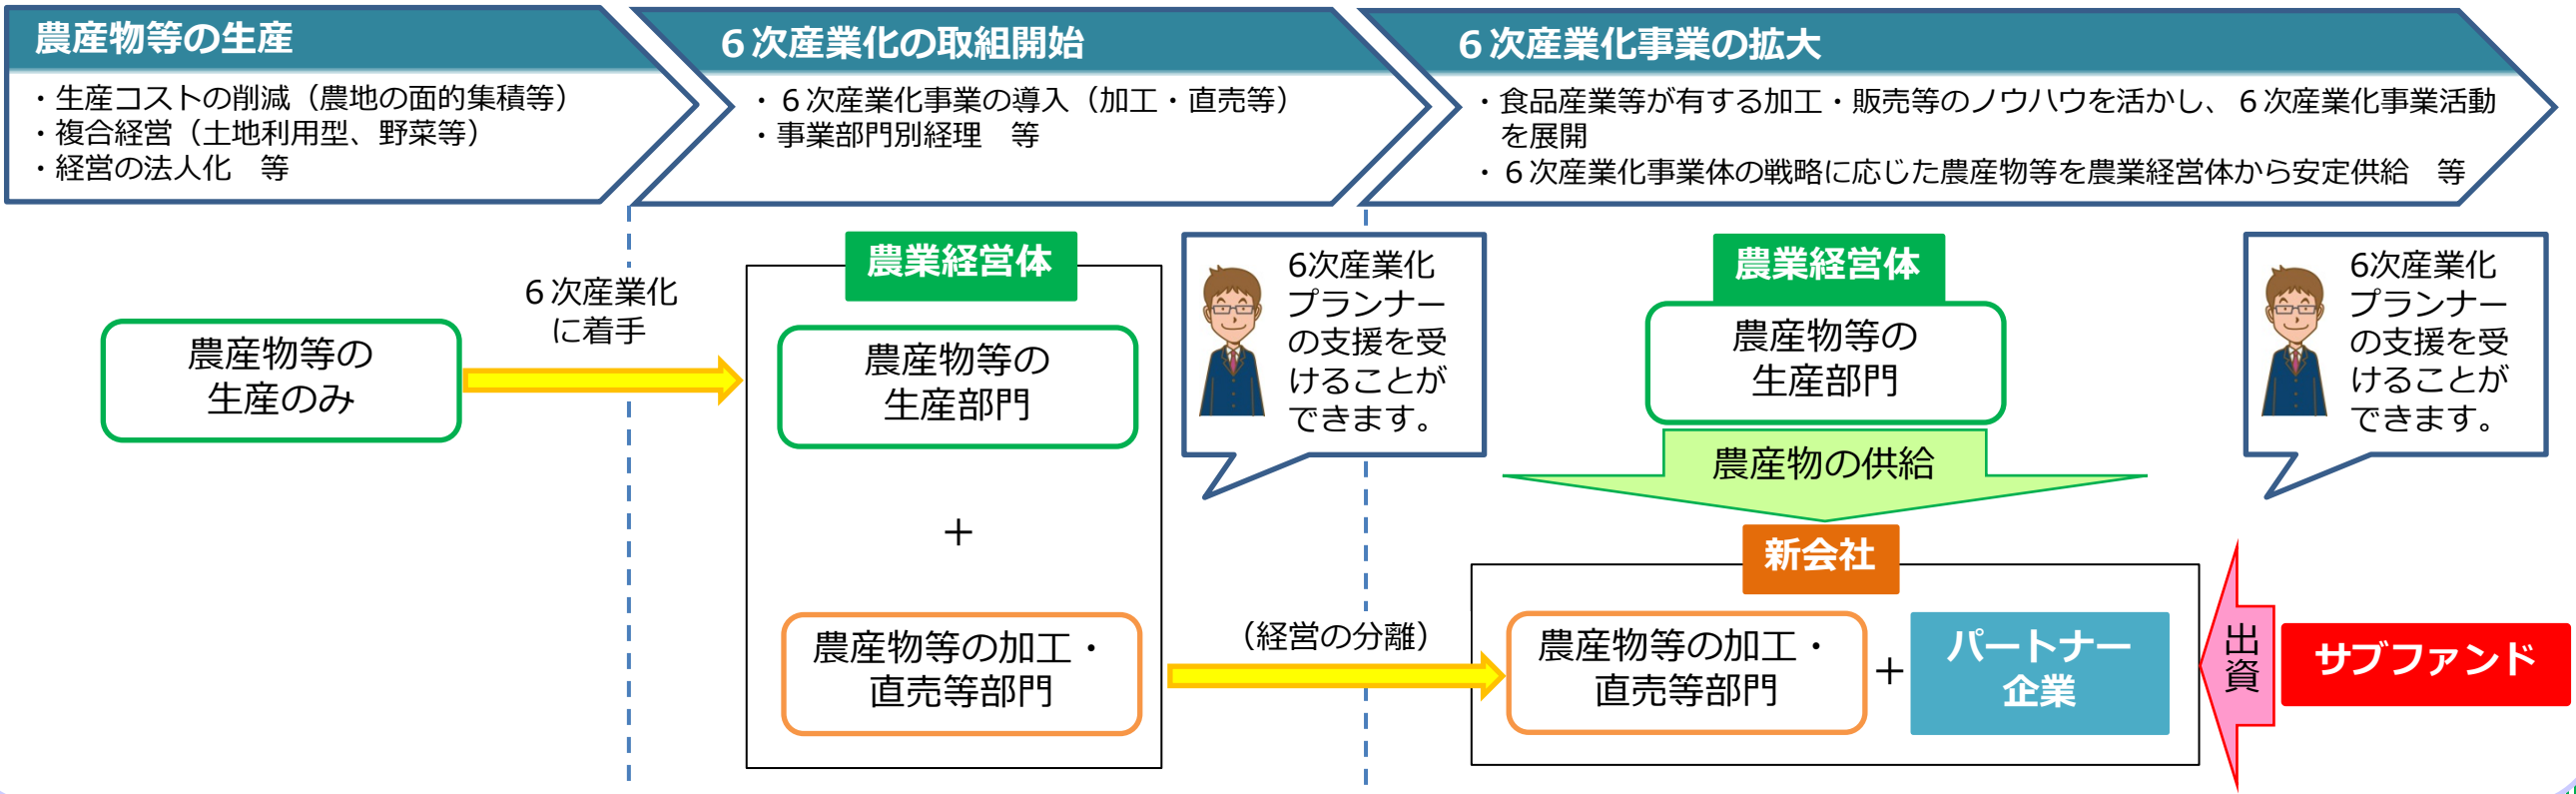 農産物等の生産
・生産コストの削減（農地の面的集積等）
・複合経営（土地利用型、野菜等）
・経営の法人化　等
６次産業化の取組開始
・６次産業化事業の導入（加工・直売等）
・事業部門別経理　等
６次産業化事業の拡大
・食品産業等が有する加工・販売等のノウハウを活かし、６次産業化事業活動
を展開
・６次産業化事業体の戦略に応じた農産物等を農業経営体から安定供給　等
農産物等の
生産のみ
６次産業化
に着手
農業経営体
農産物等の
生産部門
＋
農産物等の加工・
直売等部門
6次産業化
プランナー
の支援を受
けることが
できます。
（経営の分離）
農業経営体
農産物等の
生産部門
農産物の供給
新会社
農産物等の加工・
直売等部門
＋
パートナー
企業
6次産業化
プランナー
の支援を受
けることが
できます。
出資
サブファンド